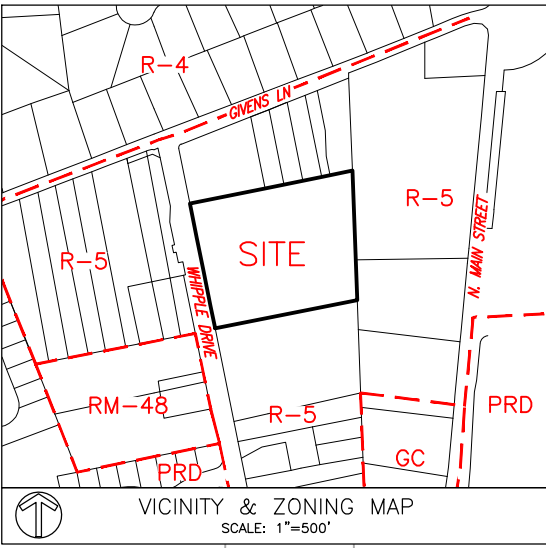 R-4
GIVENS LN
R-5
N. MAIN STREET
SITE
R-5
WHIPPLE DRIVE
RM-48
R-5
PRD
GC
PRD
VICINITY & ZONING MAP
SCALE: 1"=500'